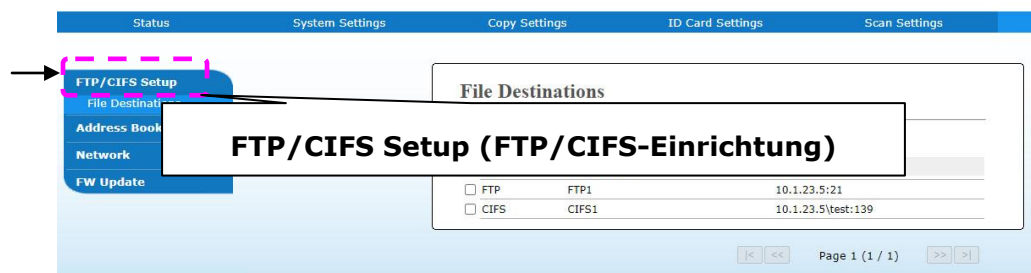 Status System Settings Copy Settings ID Card Settings Scan Settings
FTP/CIFS Setup
File Destinations
Address Book
Network
FW Update
File Destinations
FTP/CIFS Setup (FTP/CIFS-Einrichtung)
FTP FTP1 10.1.23.5:21
CIFS CIFS1 10.1.23.5\test:139
|< << Page 1 (1 / 1) >> >|